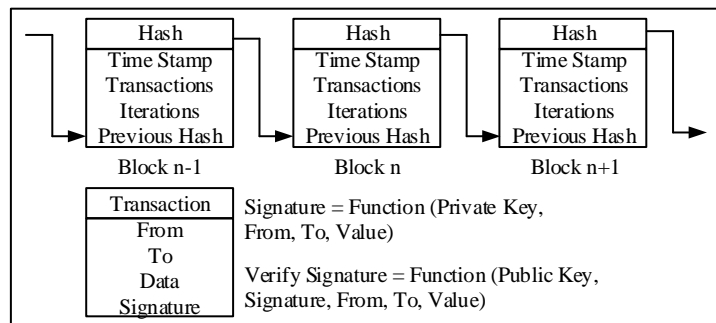 Hash
Time Stamp
Transactions
Iterations
Previous Hash
Block n-1
Hash
Time Stamp
Transactions
Iterations
Previous Hash
Block n
Hash
Time Stamp
Transactions
Iterations
Previous Hash
Block n+1
Transaction
From
To
Data
Signature
Signature = Function (Private Key,
From, To, Value)
Verify Signature = Function (Public Key,
Signature, From, To, Value)